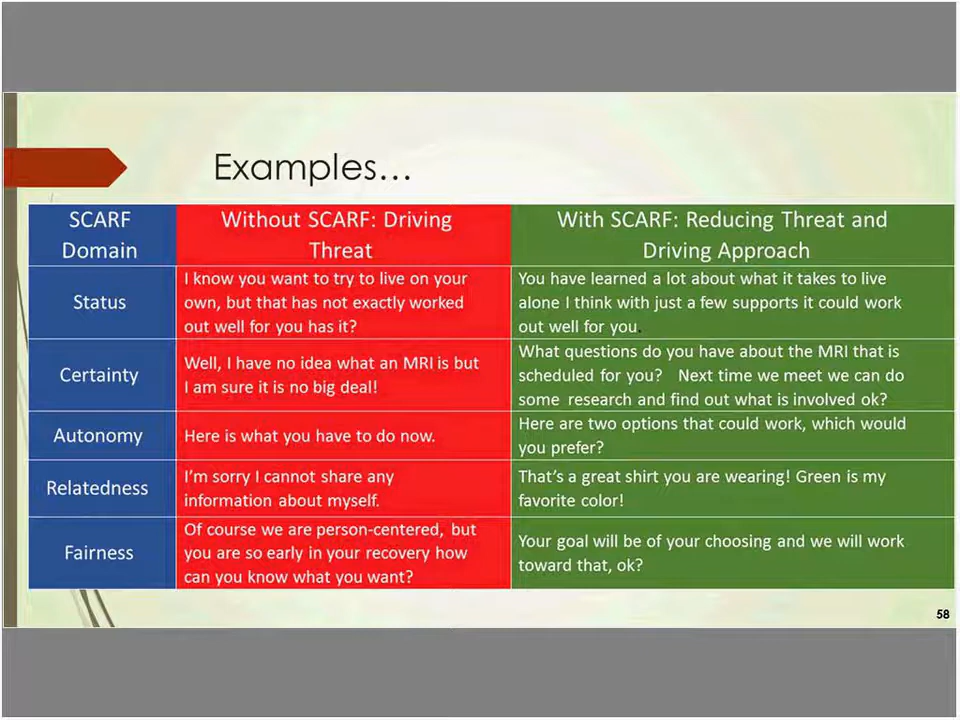 Examples...
SCARF
Domain
Without SCARF: Driving
Threat
With SCARF: Reducing Threat and
Driving Approach
Status
I know you want to try to live on your
own, but that has not exactly worked
out well for you has it?
You have learned a lot about what it takes to live
alone I think with just a few supports it could work
out well for you.
Certainty
Well, I have no idea what an MRI is but
I am sure it is no big deal!
What questions do you have about the MRI that is
scheduled for you? Next time we meet we can do
some research and find out what is involved ok?
Autonomy
Here is what you have to do now.
Here are two options that could work, which would
you prefer?
Relatedness
I'm sorry I cannot share any
information about myself.
That's a great shirt you are wearing! Green is my
favorite color!
Fairness
Of course we are person-centered, but
you are so early in your recovery how
can you know what you want?
Your goal will be of your choosing and we will work
toward that, ok?
58